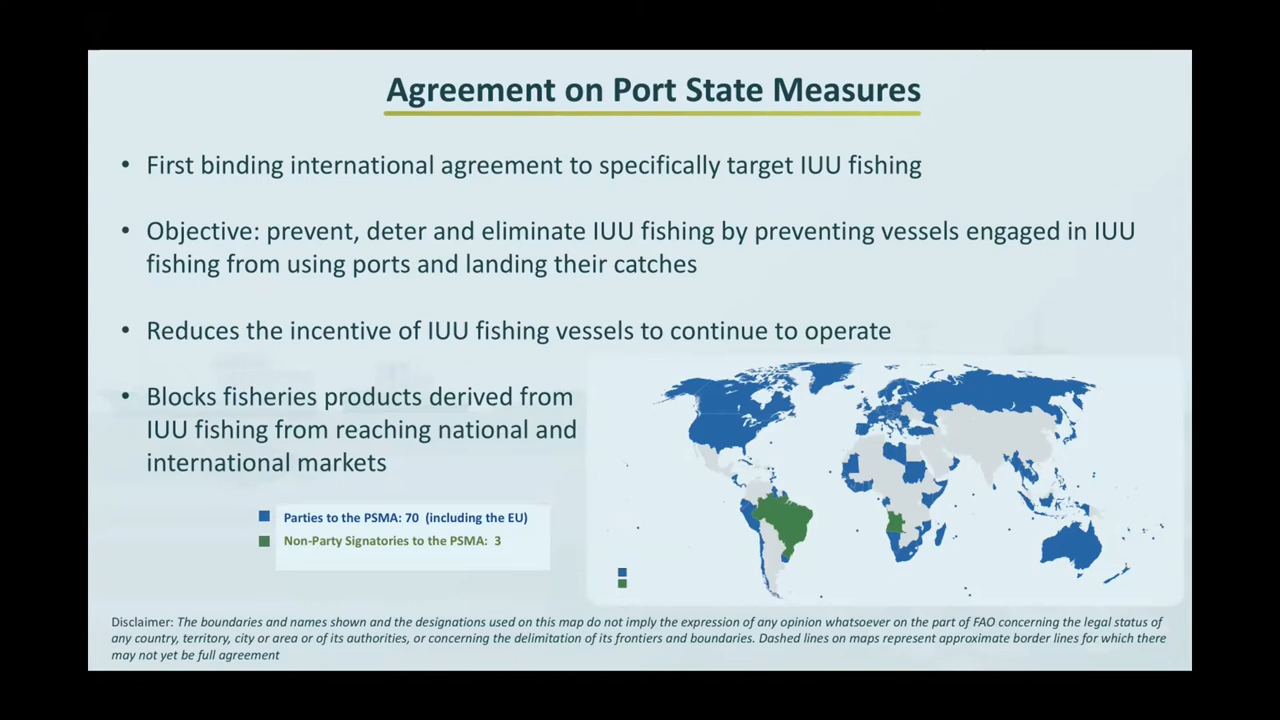 Agreement on Port State Measures
• First binding international agreement to specifically target IUU fishing
• Objective: prevent, deter and eliminate IUU fishing by preventing vessels engaged in IUU
fishing from using ports and landing their catches
• Reduces the incentive of IUU fishing vessels to continue to operate
• Blocks fisheries products derived from
IUU fishing from reaching national and
international markets
Parties to the PSMA: 70 (including the EU)
Non-Party Signatories to the PSMA: 3
Disclaimer: The boundaries and names shown and the designations used on this map do not imply the expression of any opinion whatsoever on the part of FAO concerning the legal status of
any country, territory, city or area or of its authorities, or concerning the delimitation of its frontiers and boundaries. Dashed lines on maps represent approximate border lines for which there
may not yet be full agreement